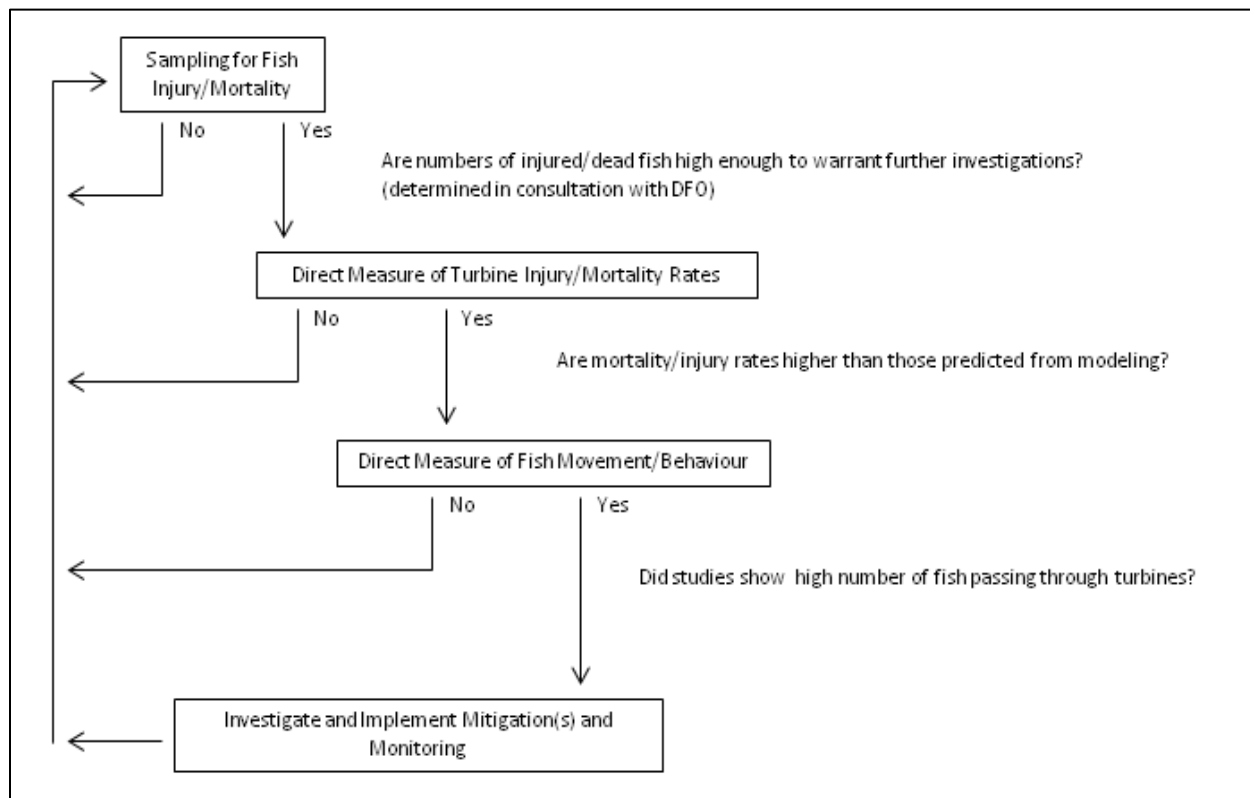 Sampling for Fish
Injury/Mortality
No
Yes
Are numbers of injured/dead fish high enough to warrant further investigations?
(determined in consultation with DFO)
Direct Measure of Turbine Injury/Mortality Rates
No
Yes
Are mortality/injury rates higher than those predicted from modeling?
Direct Measure of Fish Movement/Behaviour
No
Yes
Did studies show high number of fish passing through turbines?
Investigate and Implement Mitigation(s) and
Monitoring